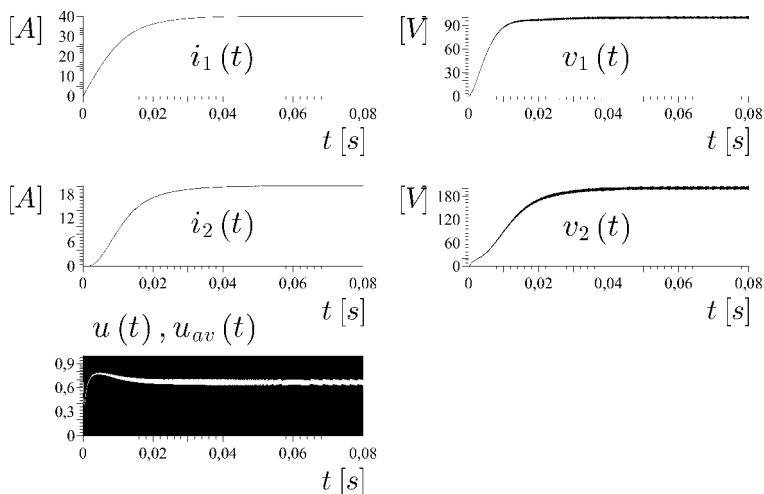 [A] 40 30 20 10 0 i₁(t) 0 0,02 0,04 0,06 0,08 t [s]
[V] 90 60 30 0 v₁(t) 0 0,02 0,04 0,06 0,08 t [s]
[A] 18 12 6 0 i₂(t) 0 0,02 0,04 0,06 0,08 t [s]
[V] 180 120 60 0 v₂(t) 0 0,02 0,04 0,06 0,08 t [s]
u(t), uₐᵥ(t)
0,9 0,6 0,3 0 0 0,02 0,04 0,06 0,08 t [s]